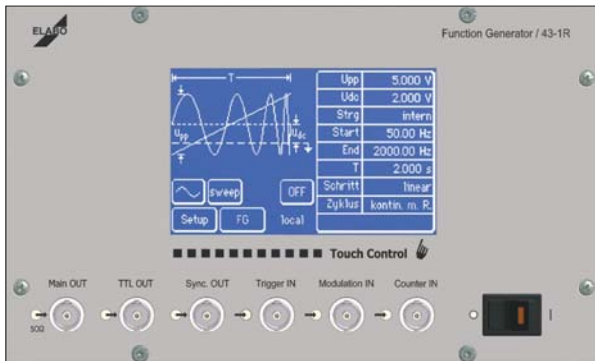 ELABO
Function Generator / 43-1R
T
Upp 5.000 V
Udc 2.000 V
Strg intern
Start 50.00 Hz
End 2000.00 Hz
T 2.000 s
Schritt linear
Zyklus kontin. m. R.
Upp
Udc
sweep
OFF
Setup
FG
local
Touch Control
Main OUT
TTL OUT
Sync. OUT
Trigger IN
Modulation IN
Counter IN
50Ω